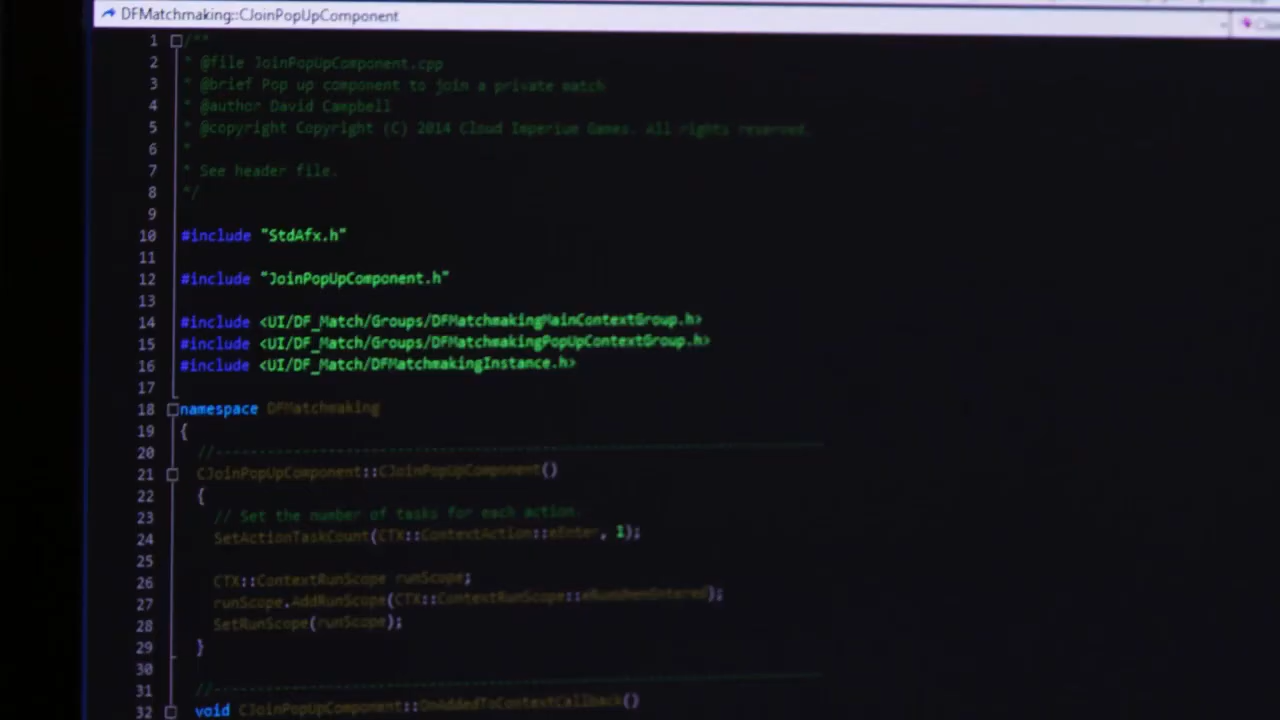 DFMatchmaking::CJoinPopUpComponent
1 /**
2 * @file JoinPopUpComponent.cpp
3 * @brief Pop up component to join a private match
4 * @author David Campbell
5 * @copyright Copyright (C) 2014 Cloud Imperium Games. All rights reserved.
6 *
7 * See header file.
8 */
9
10 #include "StdAfx.h"
11
12 #include "JoinPopUpComponent.h"
13
14 #include <UI/DF_Match/Groups/DFMatchmakingMainContextGroup.h>
15 #include <UI/DF_Match/Groups/DFMatchmakingPopUpContextGroup.h>
16 #include <UI/DF_Match/DFMatchmakingInstance.h>
17
18 namespace DFMatchmaking
19 {
20 //--------------------------------------------------------------------------
21 CJoinPopUpComponent::CJoinPopUpComponent()
22 {
23 // Set the number of tasks for each action.
24 SetActionTaskCount(CTX::ContextAction::eEnter, 1);
25
26 CTX::ContextRunScope runScope;
27 runScope.AddRunScope(CTX::ContextRunScope::eRunWhenEntered);
28 SetRunScope(runScope);
29 }
30
31 //--------------------------------------------------------------------------
32 void CJoinPopUpComponent::OnAddedToContextCallback()